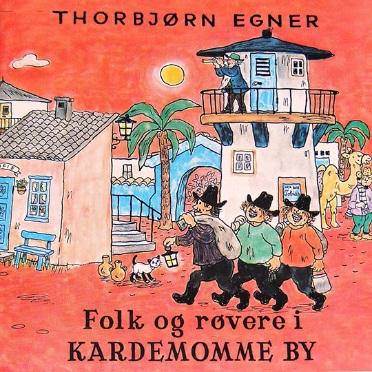 THORBJØRN EGNER
Folk og røvere i
KARDEMOMME BY